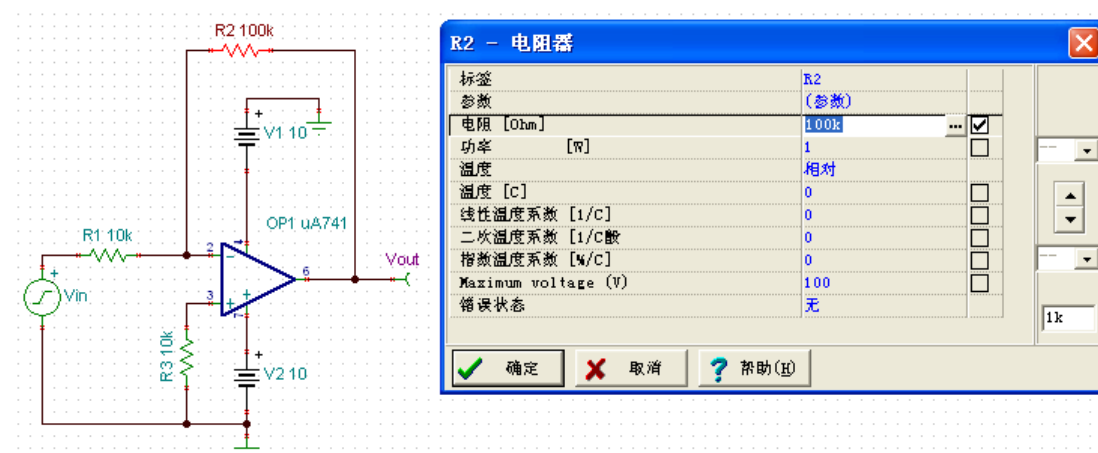 R2 100k
V1 10
OP1 uA741
R1 10k
Vin
2
4
3
7
6
Vout
R3 10k
V2 10
R2 - 电阻器
标签 R2
参数 (参数)
电阻 [Ohm] 100k ...
功率 [W] 1
温度 相对
温度 [C] 0
线性温度系数 [1/C] 0
二次温度系数 [1/C 0
指数温度系数 [%/C] 0
Maximum voltage (V) 100
错误状态 无
1k
确定 取消 帮助(H)